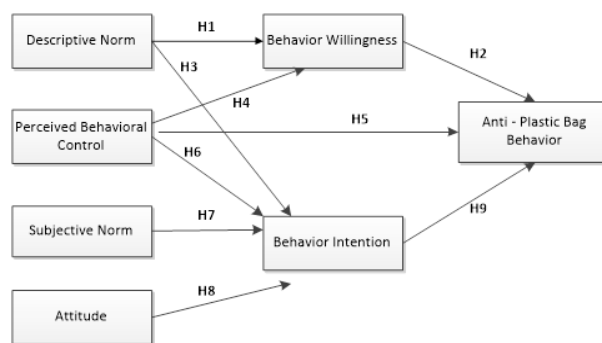 Descriptive Norm
H1
Behavior Willingness
H3
H2
H4
Perceived Behavioral
Control
H5
Anti - Plastic Bag
Behavior
H6
Subjective Norm
H7
Behavior Intention
H9
H8
Attitude